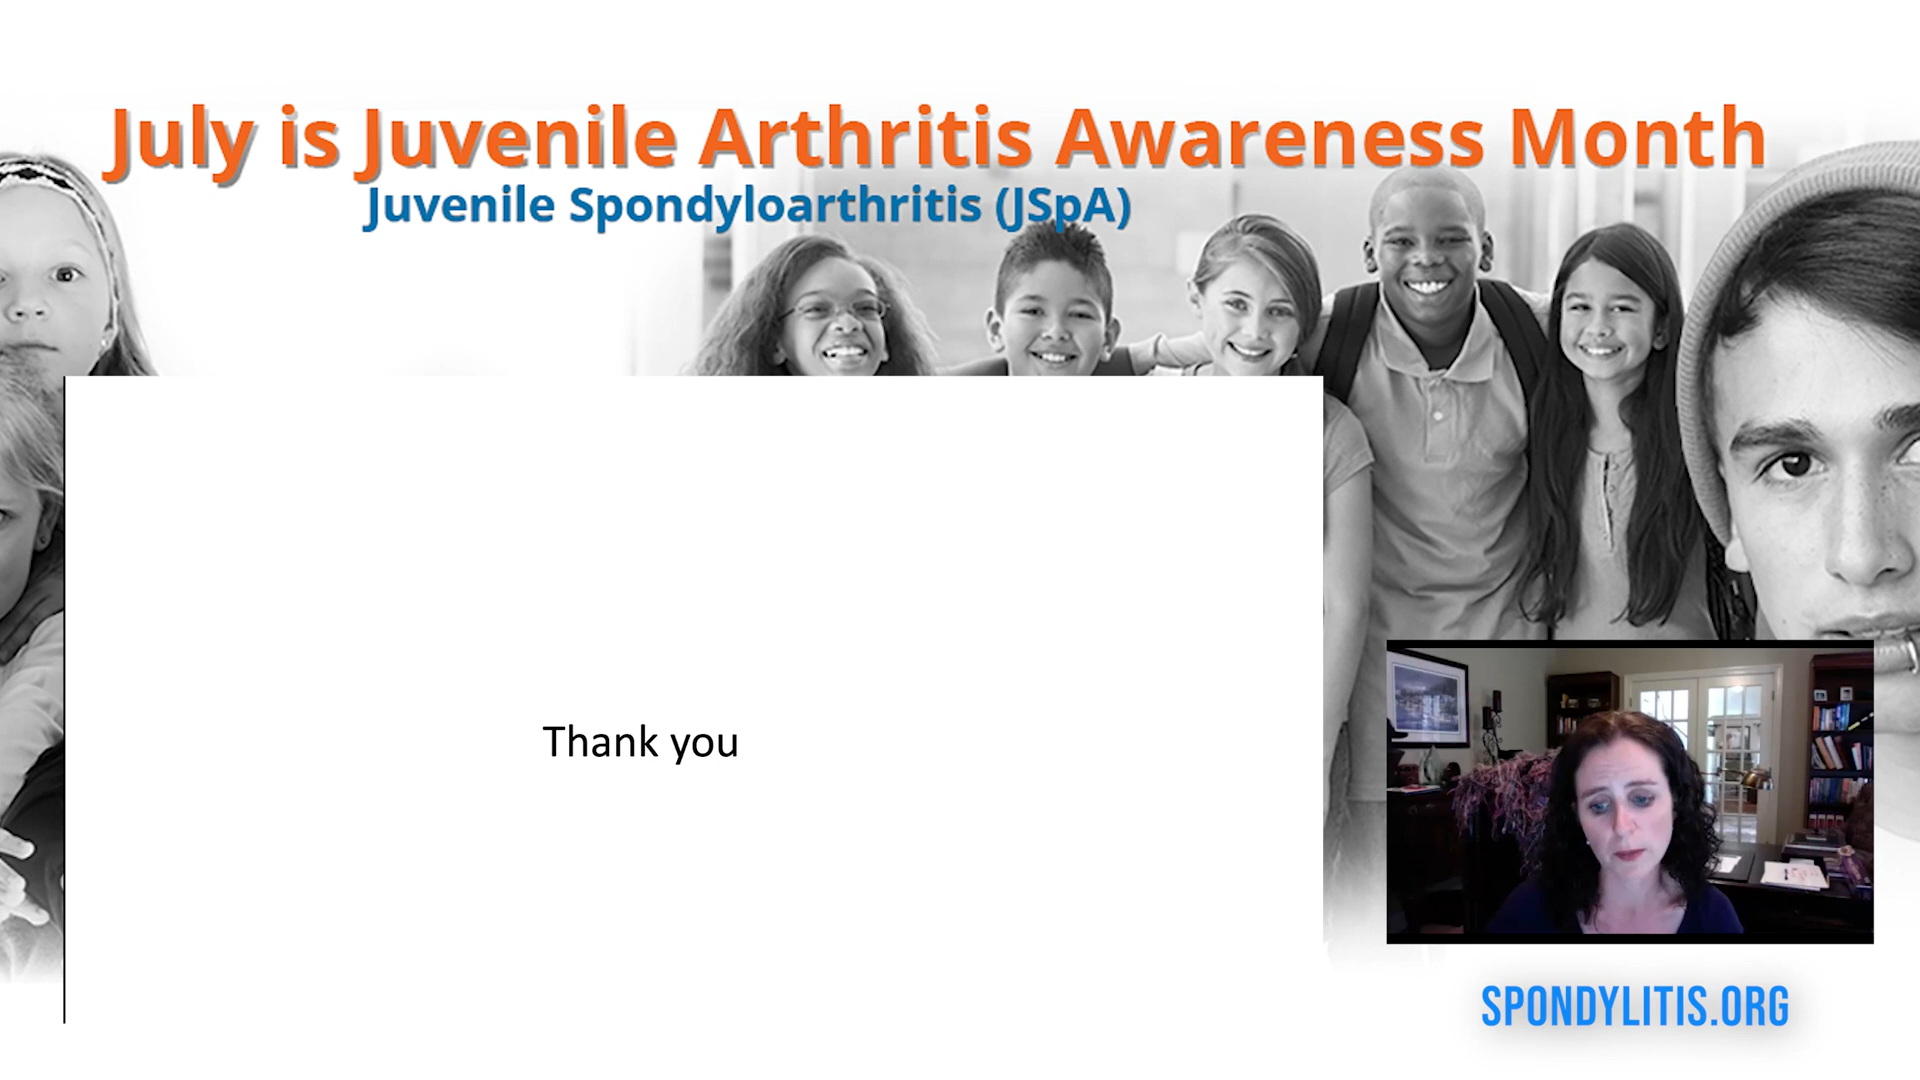 July is Juvenile Arthritis Awareness Month
Juvenile Spondyloarthritis (JSpA)
Thank you
SPONDYLITIS.ORG